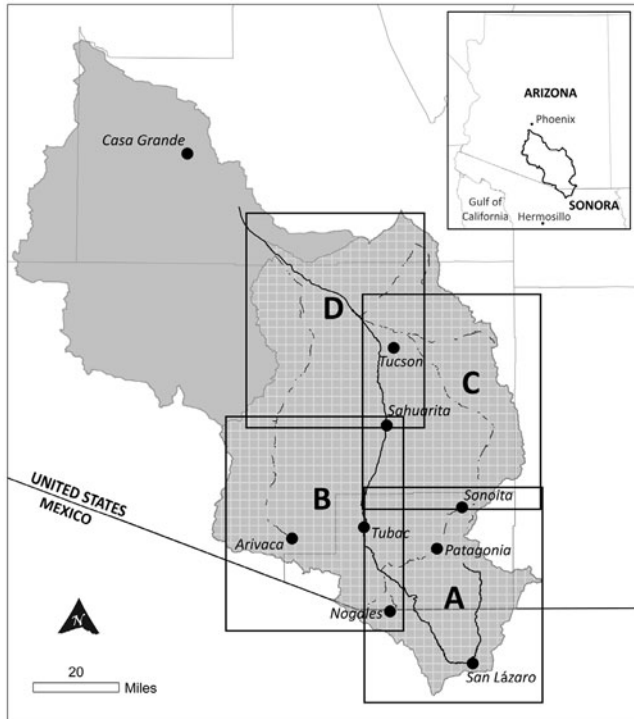 ARIZONA
Phoenix
Gulf of
California
SONORA
Hermosillo
Casa Grande
D
Tucson
C
Sahuarita
UNITED STATES
MEXICO
B
Sonoita
Arivaca
Tubac
Patagonia
A
Nogales
San Lázaro
N
20
Miles